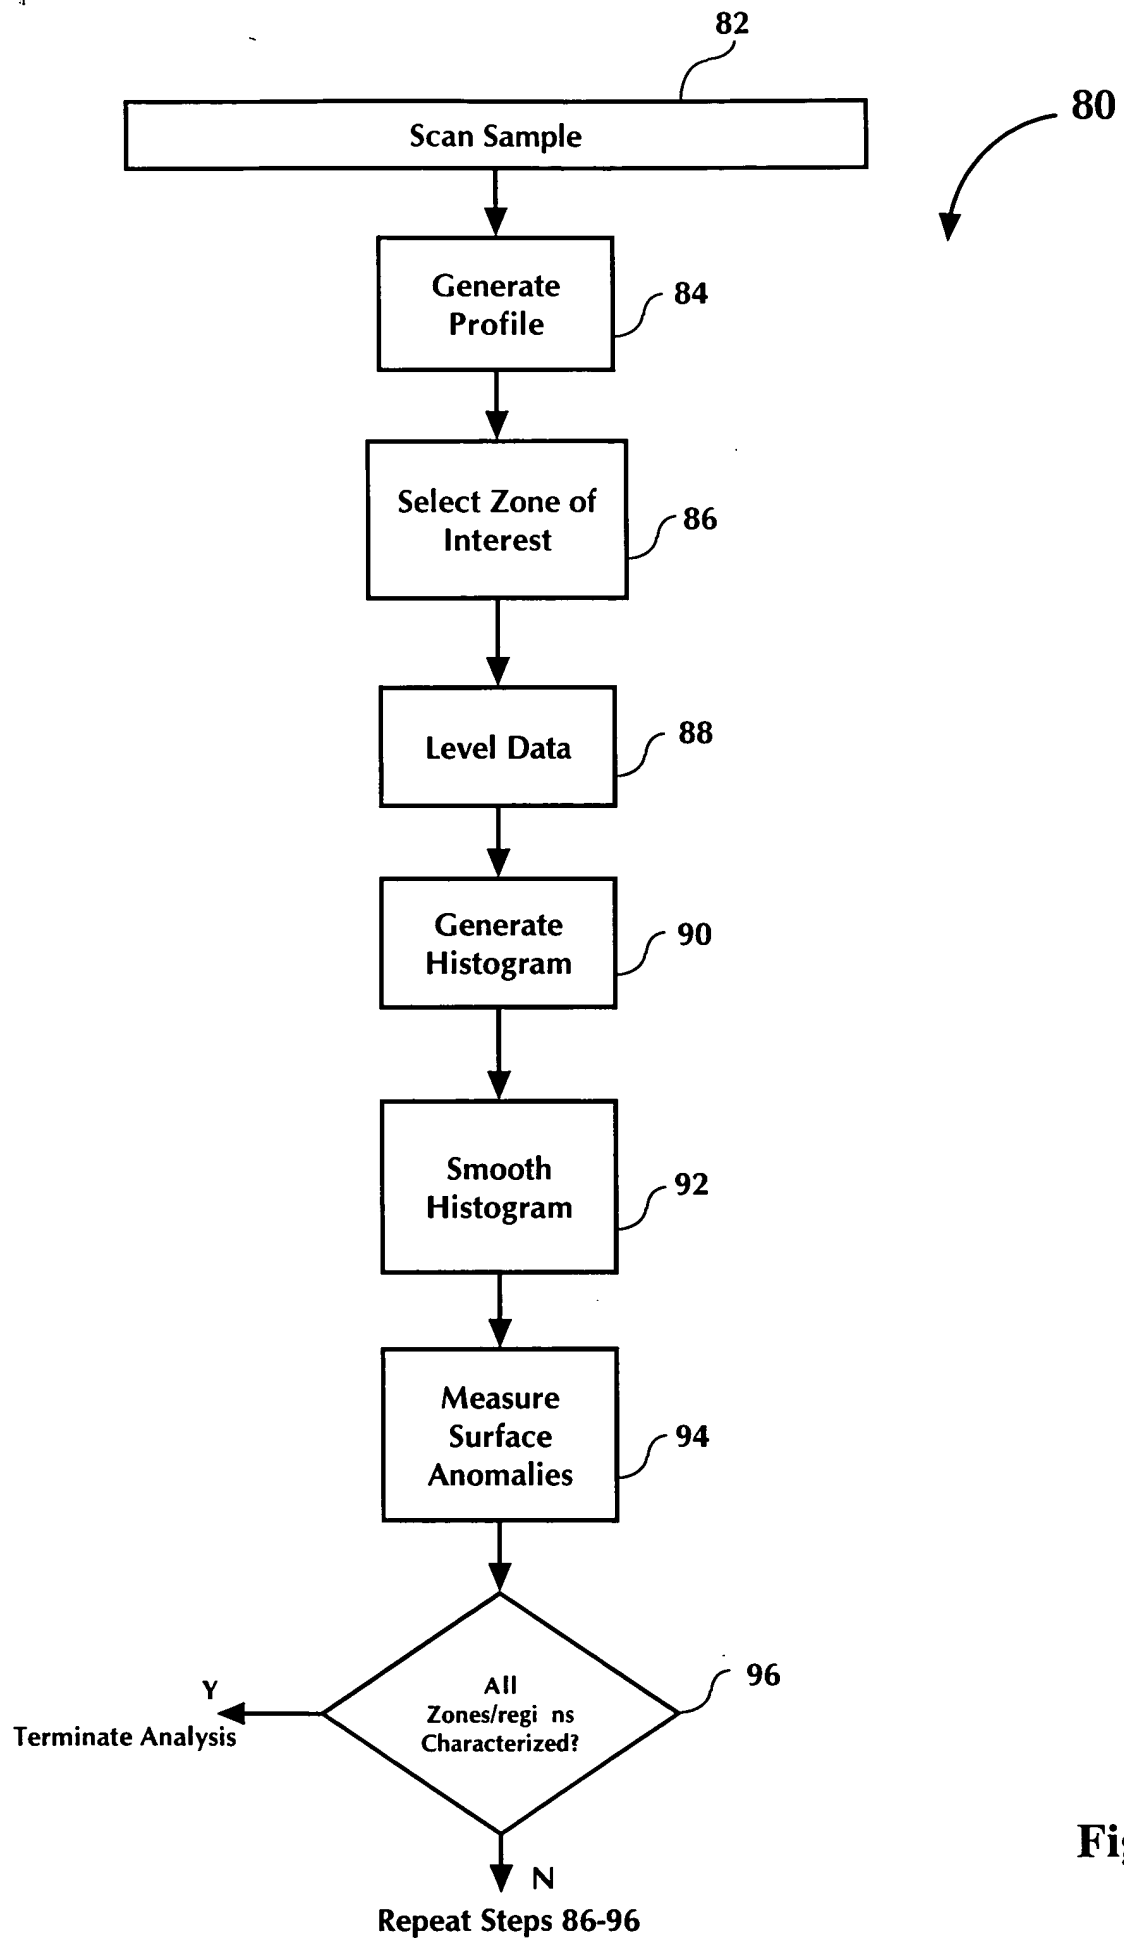 82
80
Scan Sample
Generate
Profile
84
Select Zone of
Interest
86
Level Data
88
Generate
Histogram
90
Smooth
Histogram
92
Measure
Surface
Anomalies
94
All
Zones/regi ns
Characterized?
96
Y
Terminate Analysis
N
Repeat Steps 86-96